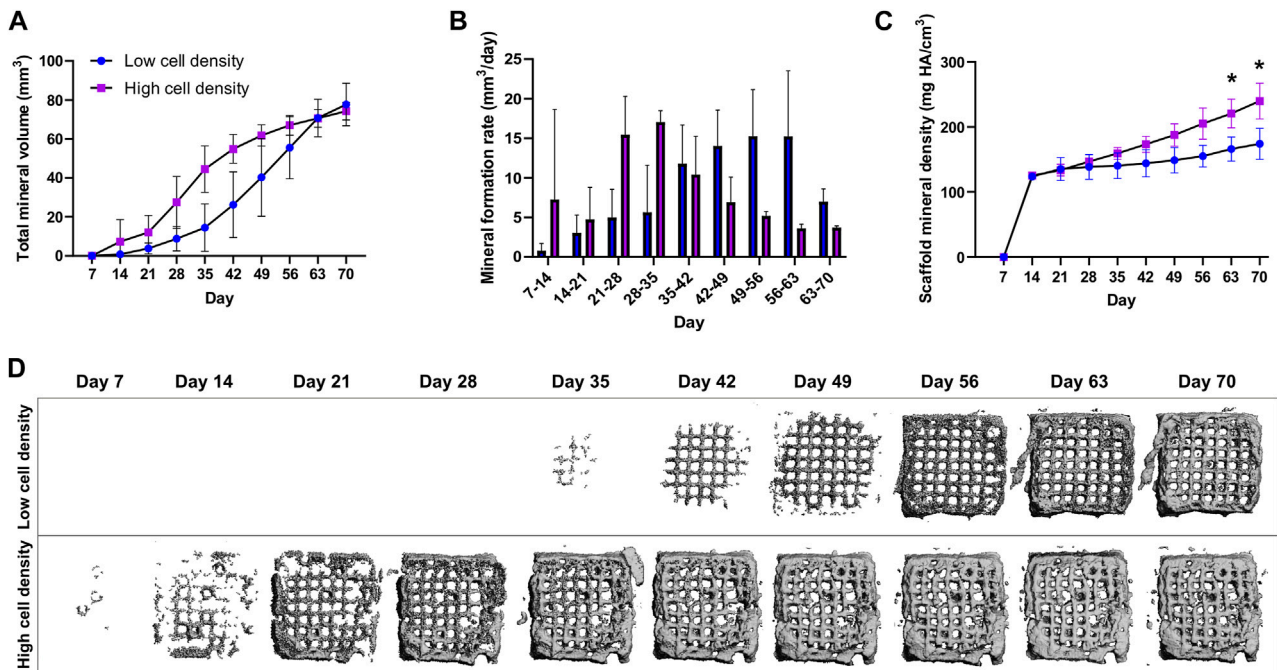 A
Total mineral volume (mm³)
100
80
60
40
20
0
Low cell density
High cell density
7 14 21 28 35 42 49 56 63 70
Day
B
Mineral formation rate (mm³/day)
25
20
15
10
5
0
7-14 14-21 21-28 28-35 35-42 42-49 49-56 56-63 63-70
Day
C
Scaffold mineral density (mg HA/cm³)
300
200
100
0
* *
7 14 21 28 35 42 49 56 63 70
Day
D
Day 7 Day 14 Day 21 Day 28 Day 35 Day 42 Day 49 Day 56 Day 63 Day 70
Low cell density
High cell density